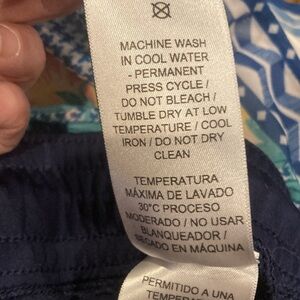 MACHINE WASH
IN COOL WATER
- PERMANENT
PRESS CYCLE /
DO NOT BLEACH /
TUMBLE DRY AT LOW
TEMPERATURE / COOL
IRON / DO NOT DRY
CLEAN
TEMPERATURA
MÁXIMA DE LAVADO
30°C PROCESO
MODERADO / NO USAR
BLANQUEADOR /
SECADO EN MÁQUINA
PERMITIDO A UNA